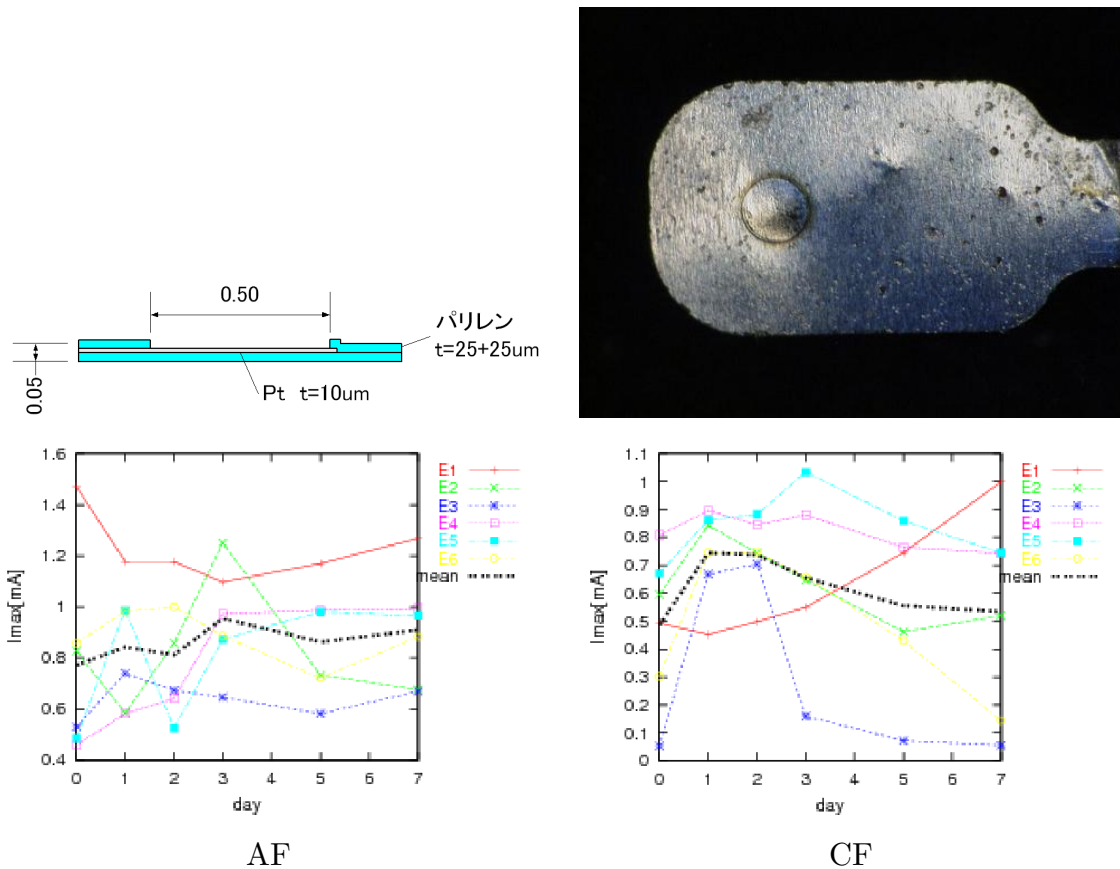 0.50
パリレン
t=25+25um
Pt t=10um
0.05
1.6
1.4
1.2
1
0.8
0.6
0.4
0 1 2 3 4 5 6 7
Imax[mA]
day
E1
E2
E3
E4
E5
E6
mean
AF
1.1
1
0.9
0.8
0.7
0.6
0.5
0.4
0.3
0.2
0.1
0
0 1 2 3 4 5 6 7
Imax[mA]
day
E1
E2
E3
E4
E5
E6
mean
CF